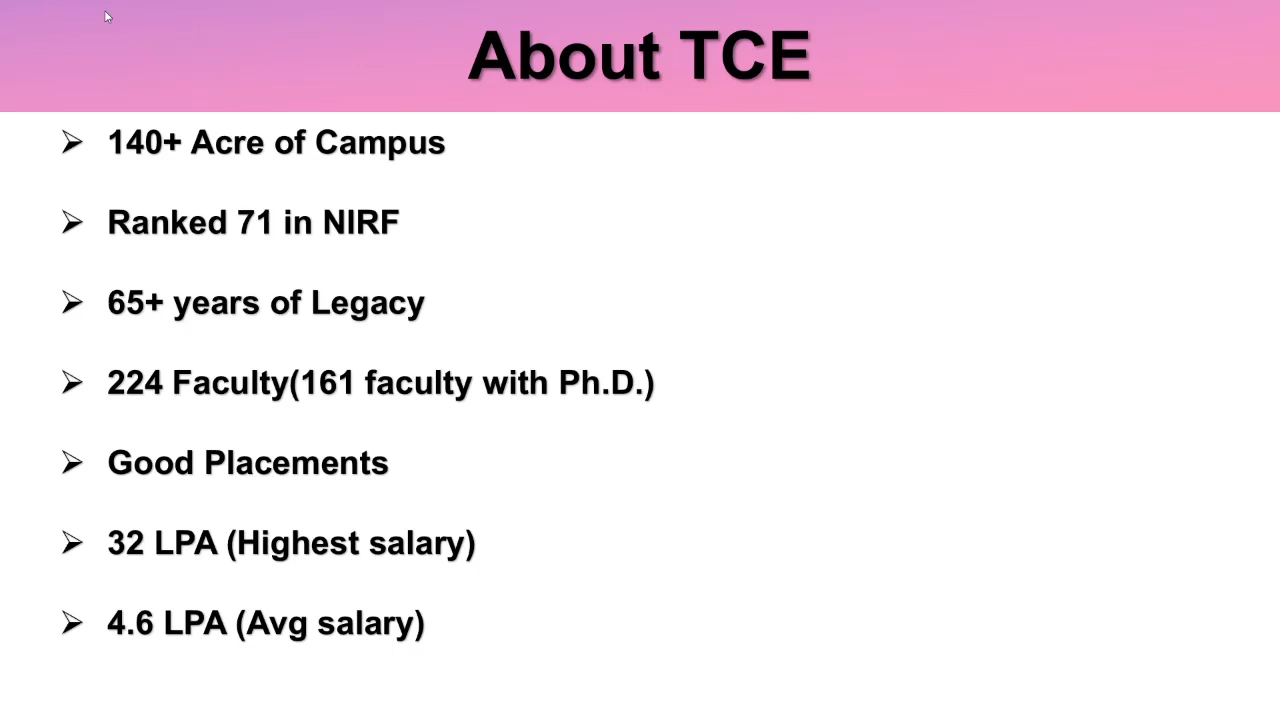 About TCE
140+ Acre of Campus
Ranked 71 in NIRF
65+ years of Legacy
224 Faculty(161 faculty with Ph.D.)
Good Placements
32 LPA (Highest salary)
4.6 LPA (Avg salary)